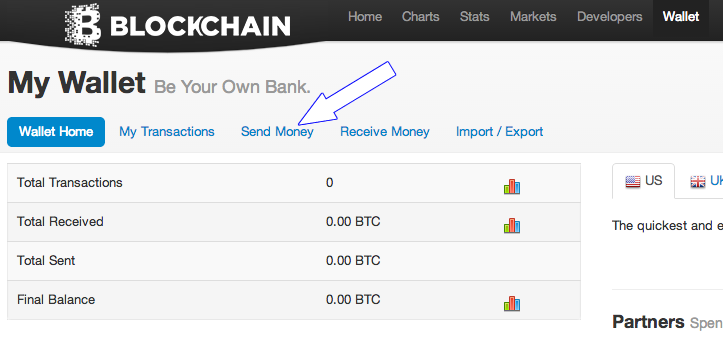 BLOCKCHAIN
Home Charts Stats Markets Developers Wallet
My Wallet Be Your Own Bank.
Wallet Home My Transactions Send Money Receive Money Import / Export
Total Transactions 0
Total Received 0.00 BTC
Total Sent 0.00 BTC
Final Balance 0.00 BTC
US
The quickest and
Partners